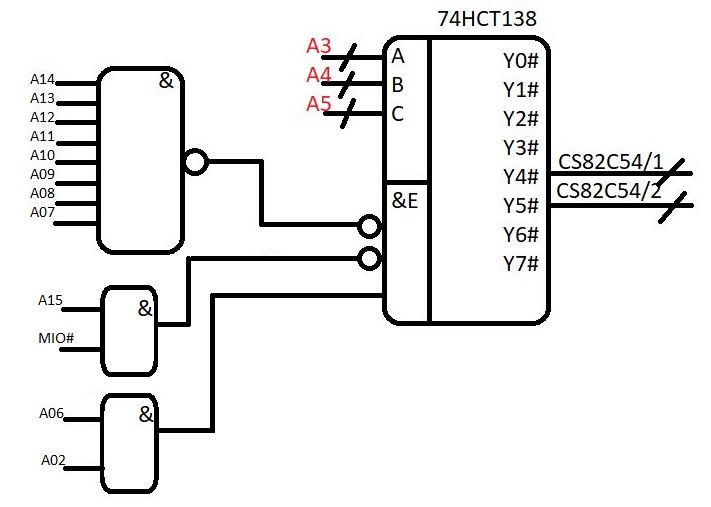 74HCT138
A14
A13
A12
A11
A10
A09
A08
A07
&
A3
A4
A5
A
B
C
&E
Y0#
Y1#
Y2#
Y3#
Y4#
Y5#
Y6#
Y7#
CS82C54/1
CS82C54/2
A15
MIO#
&
A06
A02
&